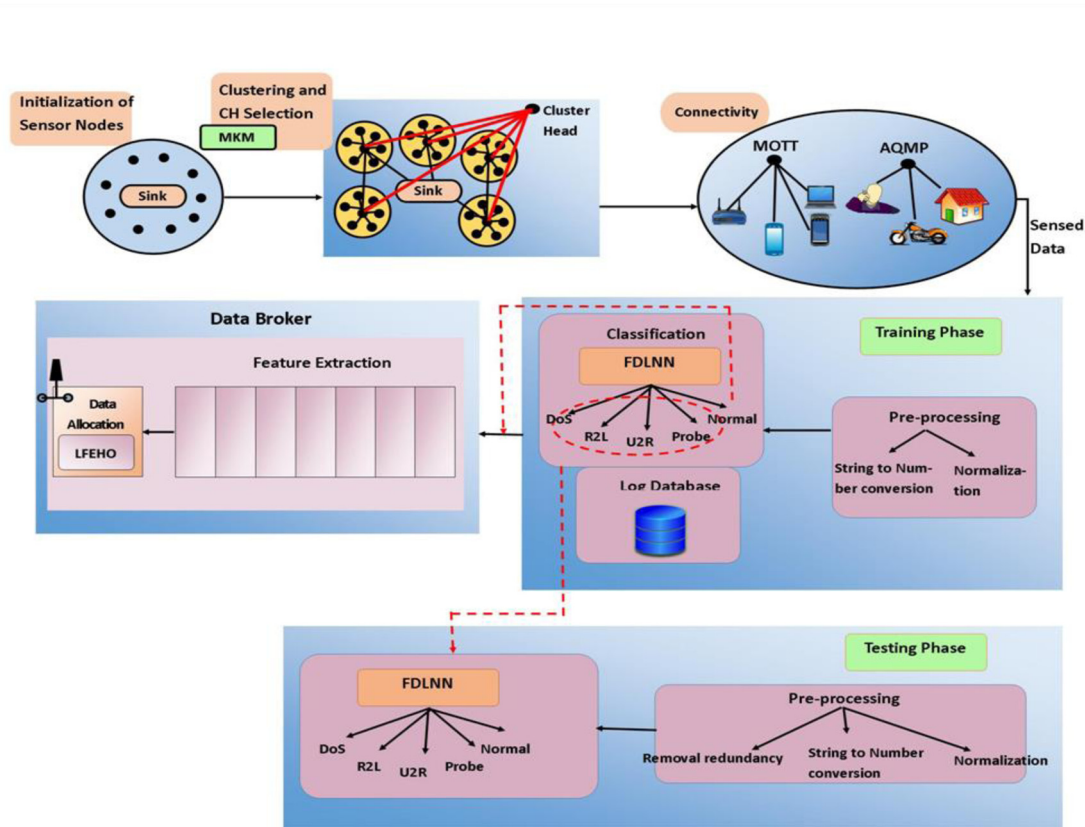 Initialization of
Sensor Nodes
Sink
Clustering and
CH Selection
MKM
Cluster
Head
Sink
Connectivity
MOTT
AQMP
Sensed
Data
Data Broker
Feature Extraction
Data
Allocation
LFEHO
Classification
FDLNN
DoS
R2L
U2R
Probe
Normal
Log Database
Training Phase
Pre-processing
String to Num-
ber conversion
Normaliza-
tion
Testing Phase
FDLNN
DoS
R2L
U2R
Probe
Normal
Pre-processing
Removal redundancy
String to Number
conversion
Normalization